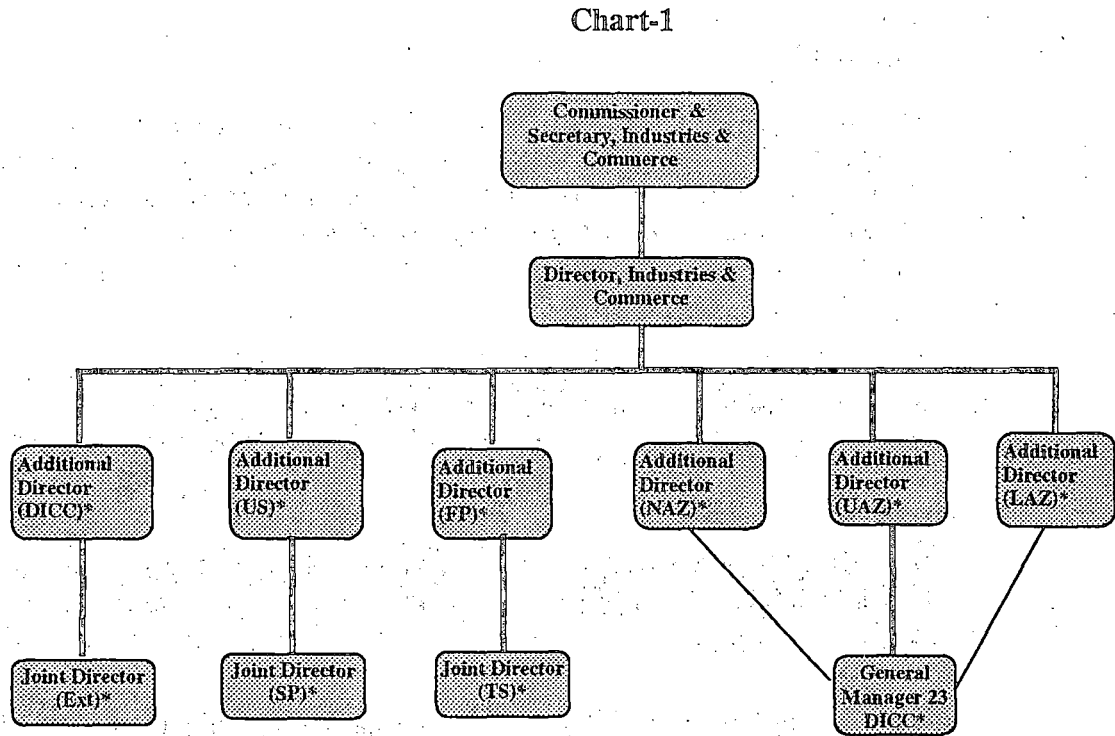 Chart-1
Commissioner &
Secretary, Industries &
Commerce
Director, Industries &
Commerce
Additional
Director
(DICC)*
Additional
Director
(US)*
Additional
Director
(FP)*
Additional
Director
(NAZ)*
Additional
Director
(UAZ)*
Additional
Director
(LAZ)*
Joint Director
(Ext)*
Joint Director
(SP)*
Joint Director
(TS)*
General
Manager 23
DICC*